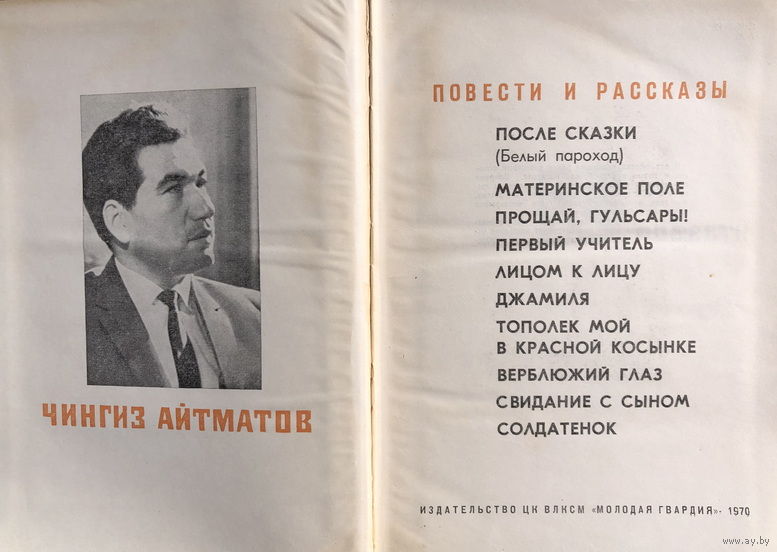 ЧИНГИЗ АЙТМАТОВ
ПОВЕСТИ И РАССКАЗЫ
ПОСЛЕ СКАЗКИ
(Белый пароход)
МАТЕРИНСКОЕ ПОЛЕ
ПРОЩАЙ, ГУЛЬСАРЫ!
ПЕРВЫЙ УЧИТЕЛЬ
ЛИЦОМ К ЛИЦУ
ДЖАМИЛЯ
ТОПОЛЕК МОЙ
В КРАСНОЙ КОСЫНКЕ
ВЕРБЛЮЖИЙ ГЛАЗ
СВИДАНИЕ С СЫНОМ
СОЛДАТЕНОК
ИЗДАТЕЛЬСТВО ЦК ВЛКСМ «МОЛОДАЯ ГВАРДИЯ»· 1970
www.ay.by